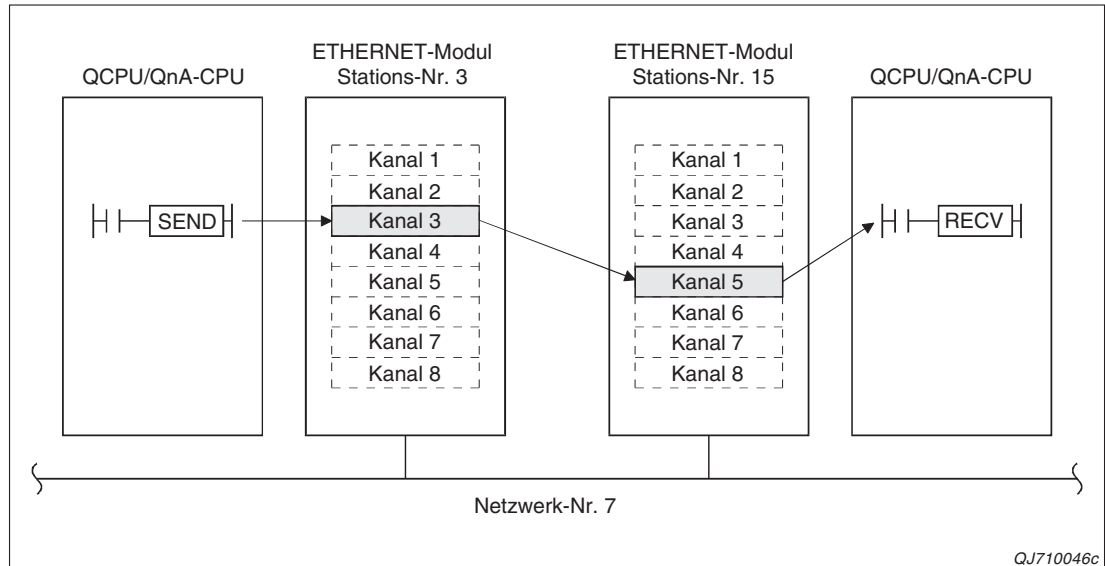 QCPU/QnA-CPU
ETHERNET-Modul
Stations-Nr. 3
ETHERNET-Modul
Stations-Nr. 15
QCPU/QnA-CPU
SEND
Kanal 1
Kanal 2
Kanal 3
Kanal 4
Kanal 5
Kanal 6
Kanal 7
Kanal 8
Kanal 1
Kanal 2
Kanal 3
Kanal 4
Kanal 5
Kanal 6
Kanal 7
Kanal 8
RECV
Netzwerk-Nr. 7
QJ710046c